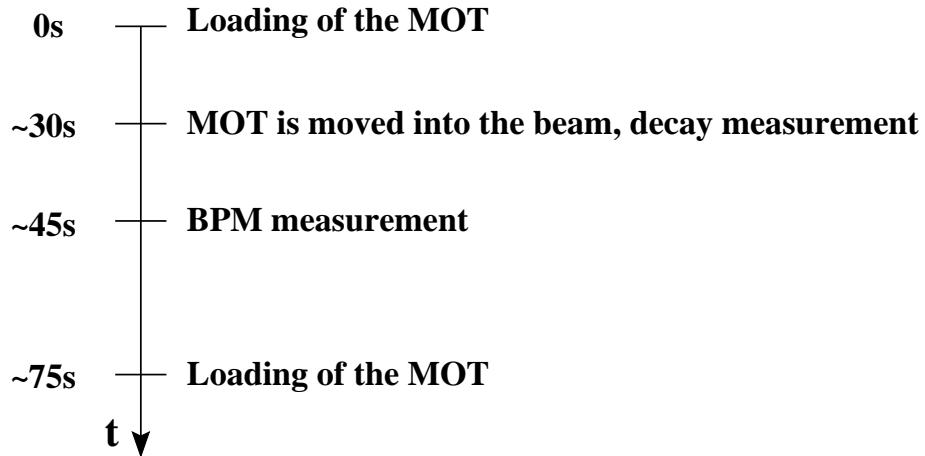 0s Loading of the MOT
~30s MOT is moved into the beam, decay measurement
~45s BPM measurement
~75s Loading of the MOT
t